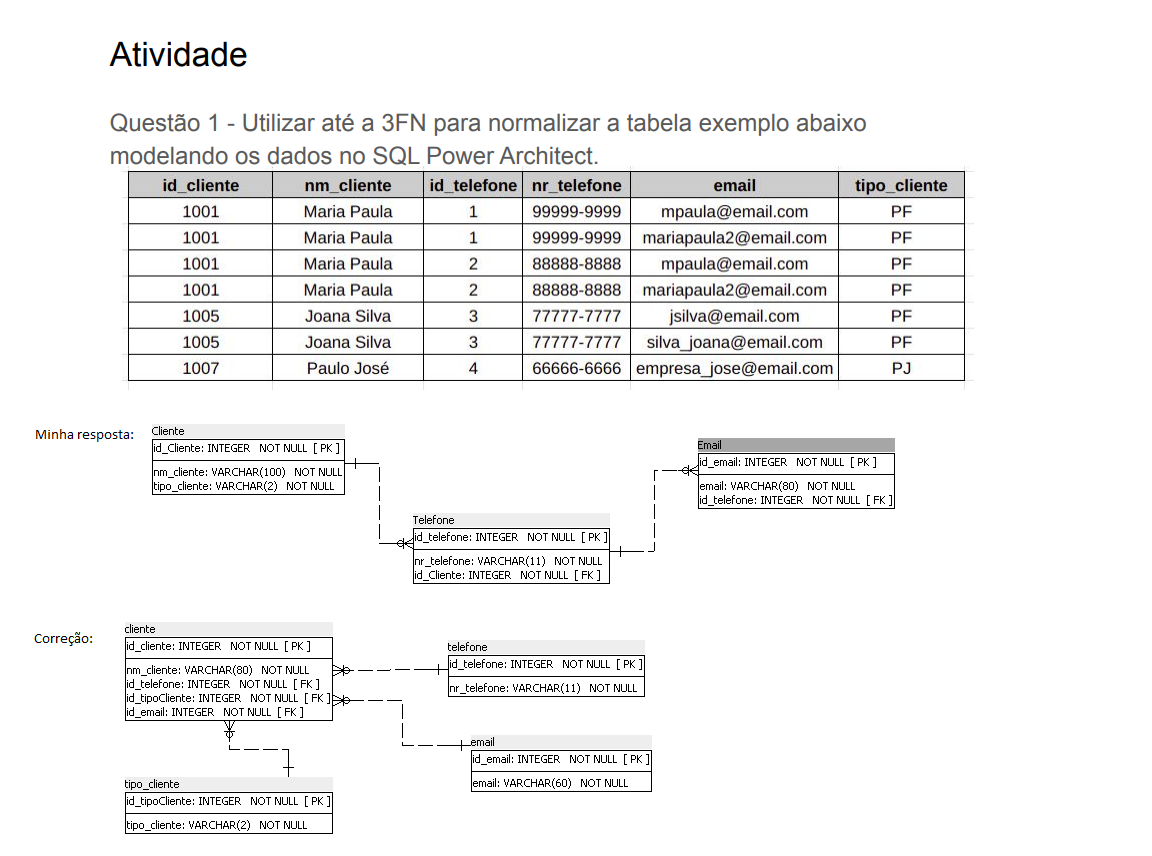 Atividade
Questão 1 - Utilizar até a 3FN para normalizar a tabela exemplo abaixo
modelando os dados no SQL Power Architect.
id_cliente nm_cliente id_telefone nr_telefone email tipo_cliente
1001 Maria Paula 1 99999-9999 mpaula@email.com PF
1001 Maria Paula 1 99999-9999 mariapaula2@email.com PF
1001 Maria Paula 2 88888-8888 mpaula@email.com PF
1001 Maria Paula 2 88888-8888 mariapaula2@email.com PF
1005 Joana Silva 3 77777-7777 jsilva@email.com PF
1005 Joana Silva 3 77777-7777 silva_joana@email.com PF
1007 Paulo José 4 66666-6666 empresa_jose@email.com PJ
Minha resposta:
Cliente
id_Cliente: INTEGER NOT NULL [ PK ]
nm_cliente: VARCHAR(100) NOT NULL
tipo_cliente: VARCHAR(2) NOT NULL
Telefone
id_telefone: INTEGER NOT NULL [ PK ]
nr_telefone: VARCHAR(11) NOT NULL
id_Cliente: INTEGER NOT NULL [ FK ]
Email
id_email: INTEGER NOT NULL [ PK ]
email: VARCHAR(80) NOT NULL
id_telefone: INTEGER NOT NULL [ FK ]
Correção:
cliente
id_cliente: INTEGER NOT NULL [ PK ]
nm_cliente: VARCHAR(80) NOT NULL
id_telefone: INTEGER NOT NULL [ FK ]
id_tipoCliente: INTEGER NOT NULL [ FK ]
id_email: INTEGER NOT NULL [ FK ]
telefone
id_telefone: INTEGER NOT NULL [ PK ]
nr_telefone: VARCHAR(11) NOT NULL
email
id_email: INTEGER NOT NULL [ PK ]
email: VARCHAR(60) NOT NULL
tipo_cliente
id_tipoCliente: INTEGER NOT NULL [ PK ]
tipo_cliente: VARCHAR(2) NOT NULL